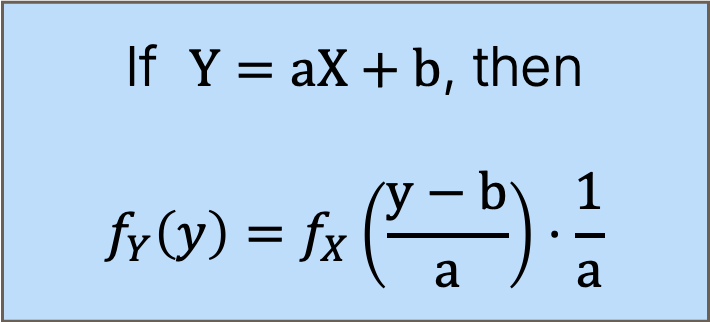 If Y = aX + b, then
f_Y(y) = f_X((y − b)/a) · 1/a